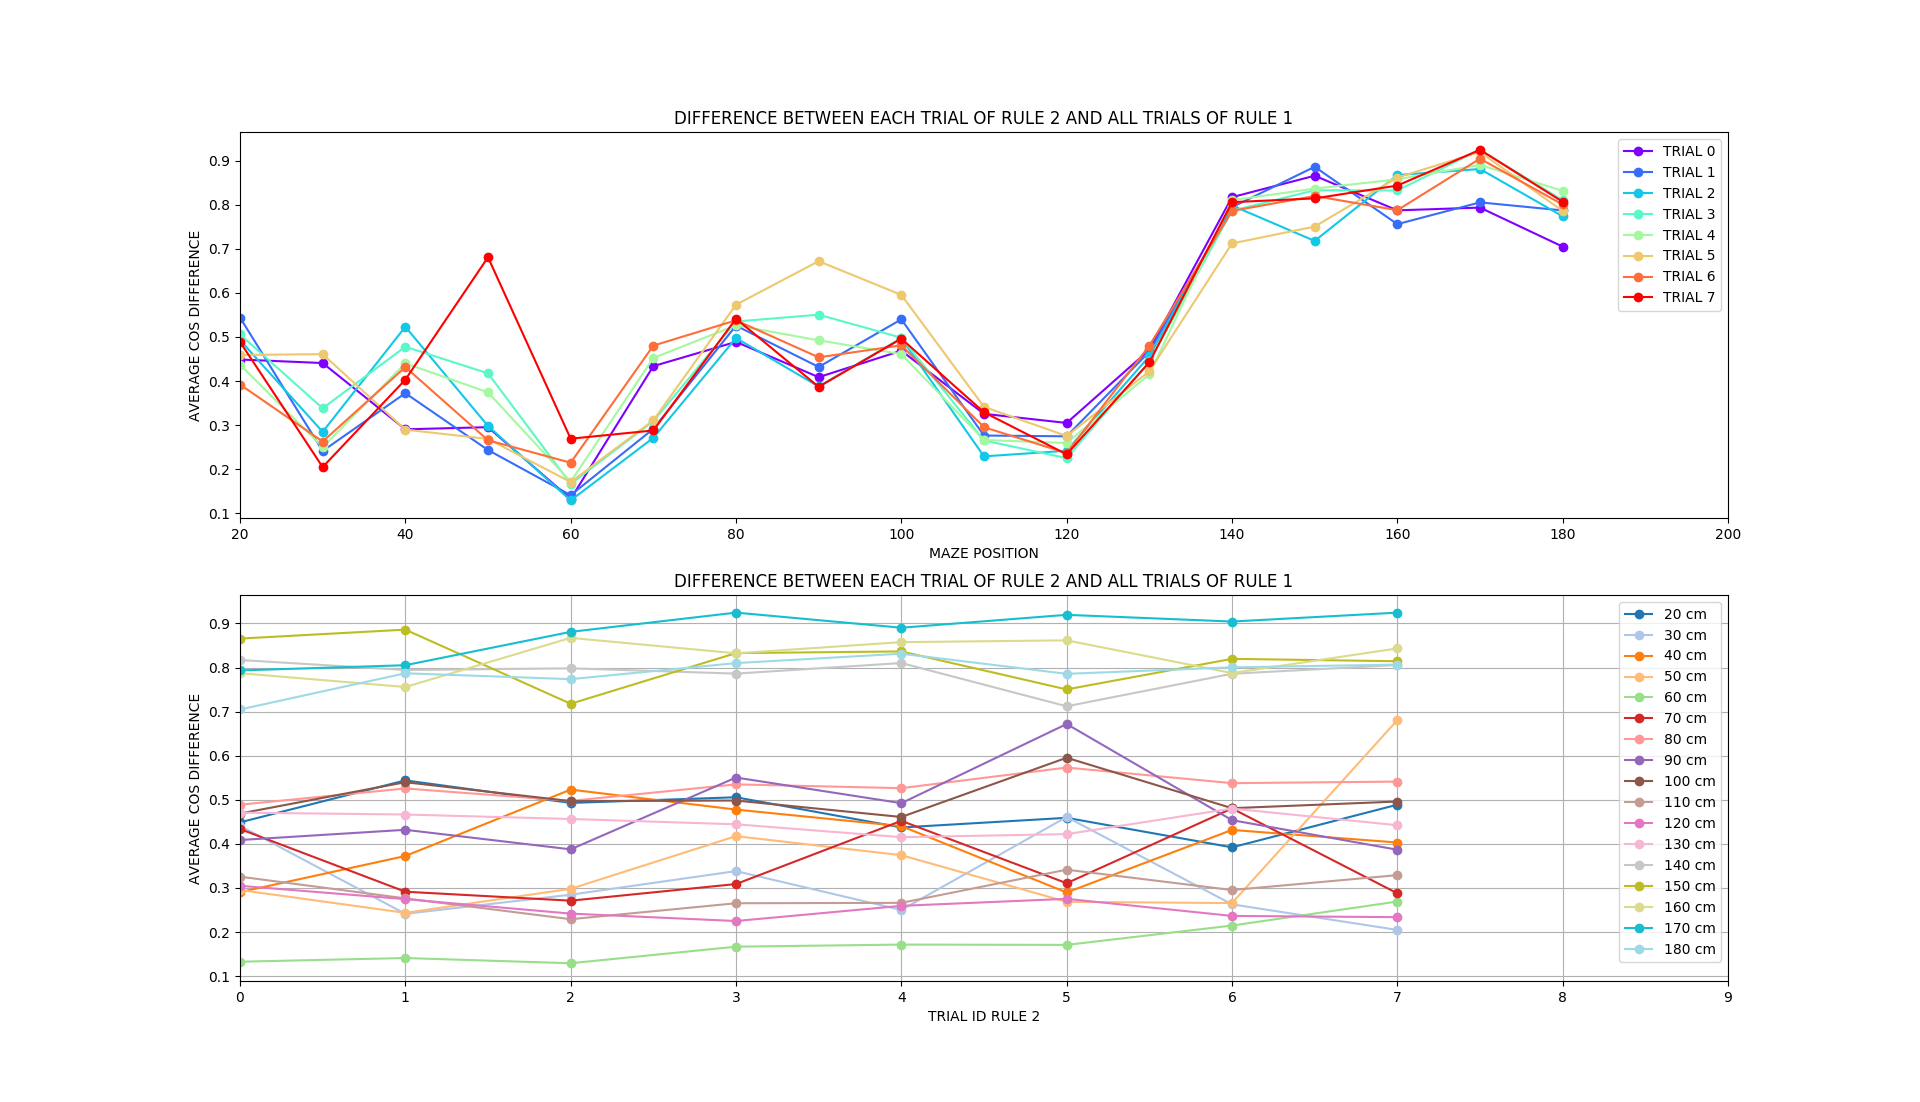 DIFFERENCE BETWEEN EACH TRIAL OF RULE 2 AND ALL TRIALS OF RULE 1
AVERAGE COS DIFFERENCE
0.9
0.8
0.7
0.6
0.5
0.4
0.3
0.2
0.1
20 40 60 80 100 120 140 160 180 200
MAZE POSITION
TRIAL 0
TRIAL 1
TRIAL 2
TRIAL 3
TRIAL 4
TRIAL 5
TRIAL 6
TRIAL 7
DIFFERENCE BETWEEN EACH TRIAL OF RULE 2 AND ALL TRIALS OF RULE 1
AVERAGE COS DIFFERENCE
0.9
0.8
0.7
0.6
0.5
0.4
0.3
0.2
0.1
0 1 2 3 4 5 6 7 8 9
TRIAL ID RULE 2
20 cm
30 cm
40 cm
50 cm
60 cm
70 cm
80 cm
90 cm
100 cm
110 cm
120 cm
130 cm
140 cm
150 cm
160 cm
170 cm
180 cm